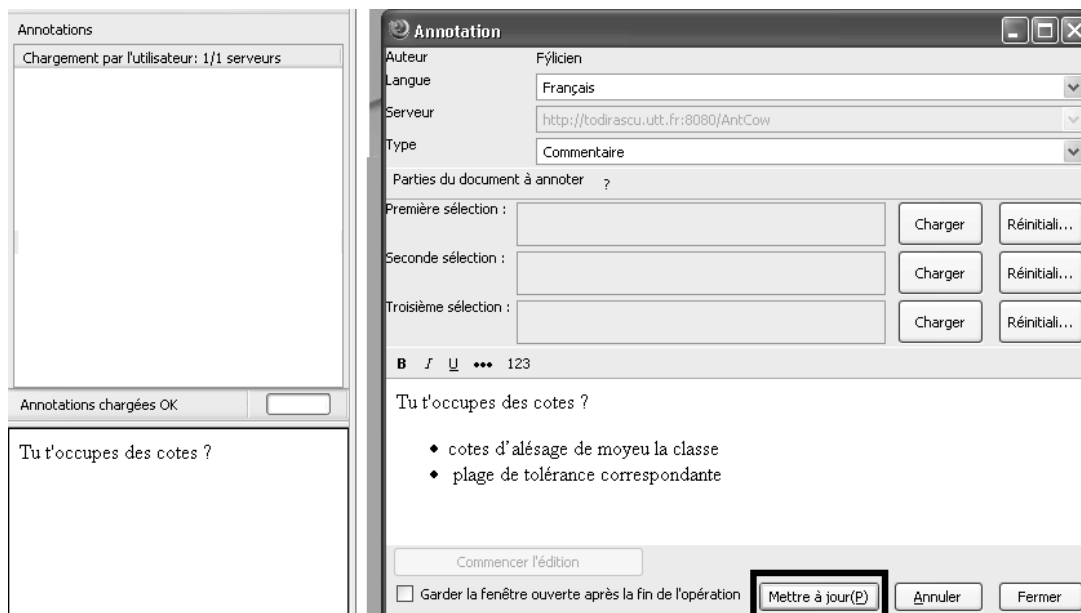 Annotations
Chargement par l'utilisateur: 1/1 serveurs
Annotations chargées OK
Tu t'occupes des cotes ?
Annotation
Auteur Fýlicien
Langue Français
Serveur http://todirascu.utt.fr:8080/AntCow
Type Commentaire
Parties du document à annoter ?
Première sélection : Charger Réinitiali...
Seconde sélection : Charger Réinitiali...
Troisième sélection : Charger Réinitiali...
B I U ••• 123
Tu t'occupes des cotes ?
• cotes d'alésage de moyeu la classe
• plage de tolérance correspondante
Commencer l'édition
Garder la fenêtre ouverte après la fin de l'opération Mettre à jour(P) Annuler Fermer